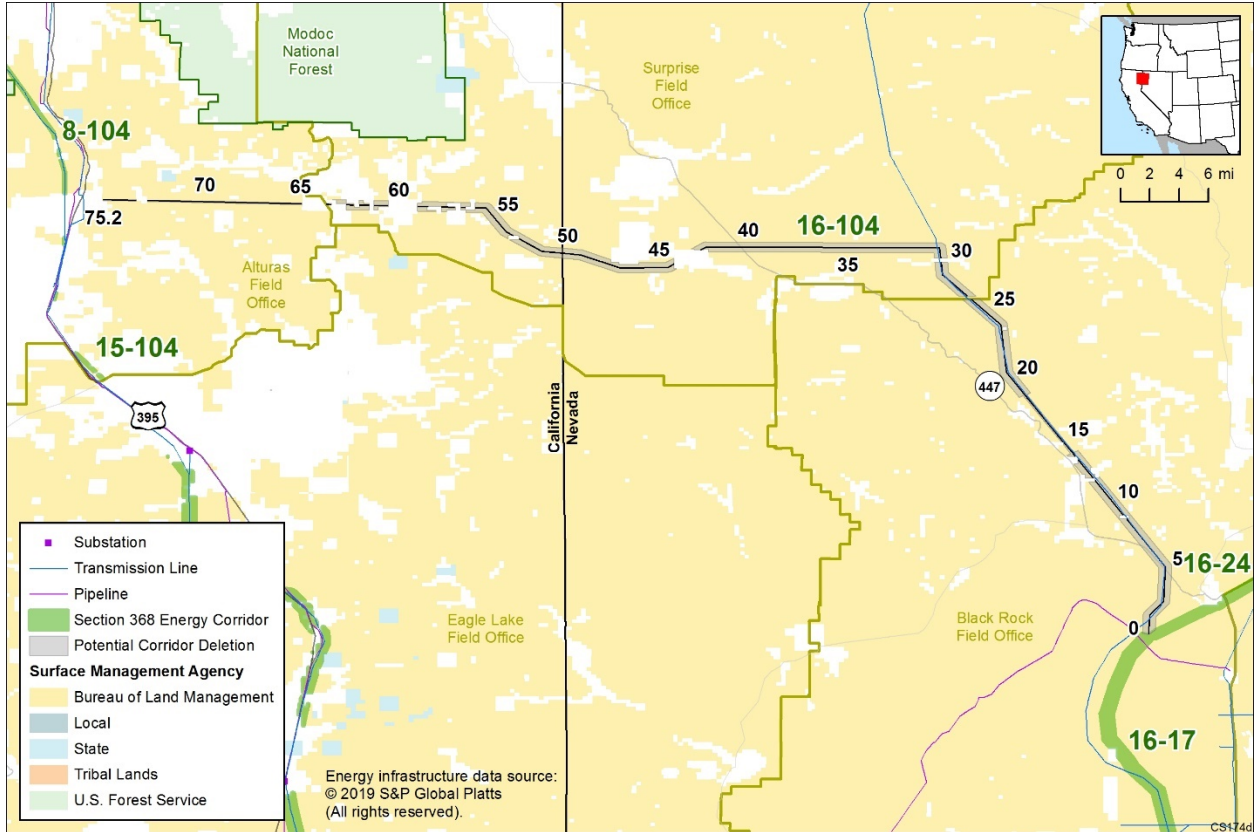 Modoc
National
Forest
Surprise
Field
Office
0 2 4 6 mi
8-104
70
65
60
55
50
45
40
16-104
35
30
25
20
15
10
5
0
75.2
Alturas
Field
Office
15-104
395
California
Nevada
447
16-24
Eagle Lake
Field Office
Black Rock
Field Office
16-17
Substation
Transmission Line
Pipeline
Section 368 Energy Corridor
Potential Corridor Deletion
Surface Management Agency
Bureau of Land Management
Local
State
Tribal Lands
U.S. Forest Service
Energy infrastructure data source:
© 2019 S&P Global Platts
(All rights reserved).
CS174d